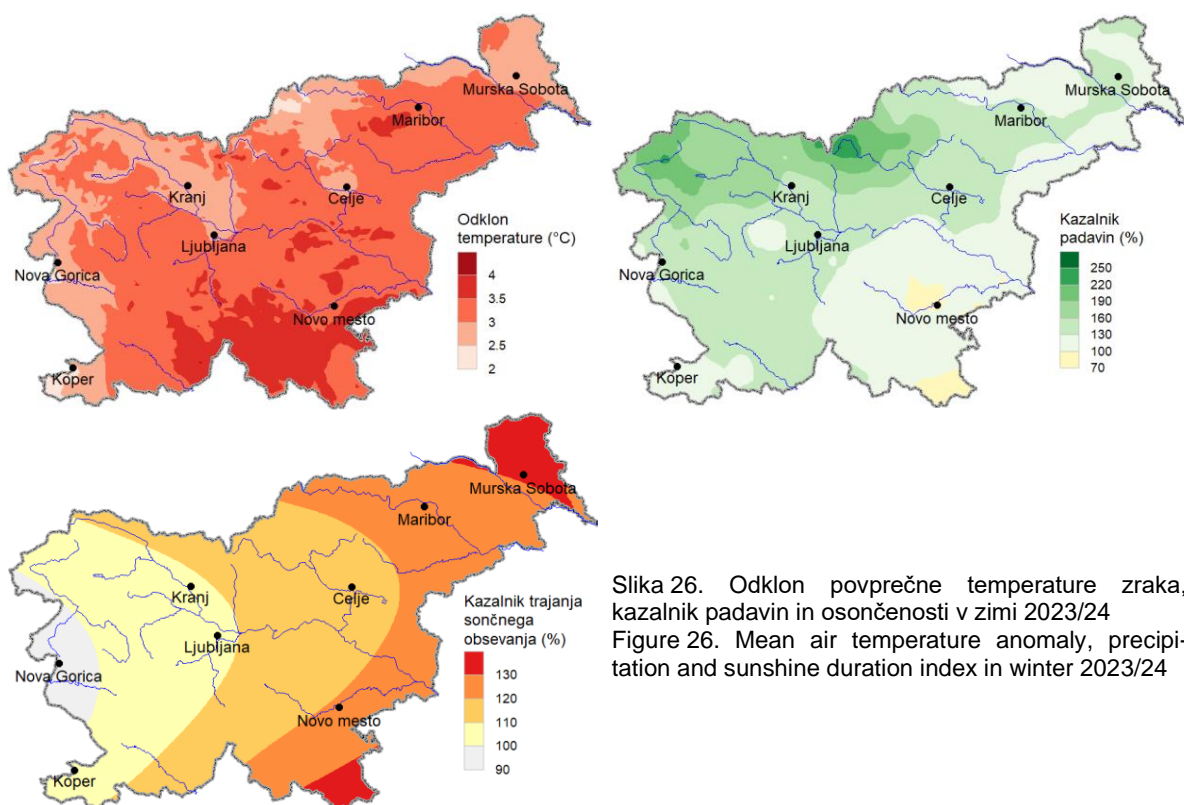 Murska Sobota
Maribor
Kranj
Celje
Ljubljana
Nova Gorica
Novo mesto
Koper
Odklon
temperature (°C)
4
3.5
3
2.5
2
Murska Sobota
Maribor
Kranj
Celje
Ljubljana
Nova Gorica
Novo mesto
Koper
Kazalnik
padavin (%)
250
220
190
160
130
100
70
Murska Sobota
Maribor
Kranj
Celje
Ljubljana
Nova Gorica
Novo mesto
Koper
Kazalnik trajanja
sončnega
obsevanja (%)
130
120
110
100
90
Slika 26. Odklon povprečne temperature zraka,
kazalnik padavin in osončenosti v zimi 2023/24
Figure 26. Mean air temperature anomaly, precipi-
tation and sunshine duration index in winter 2023/24